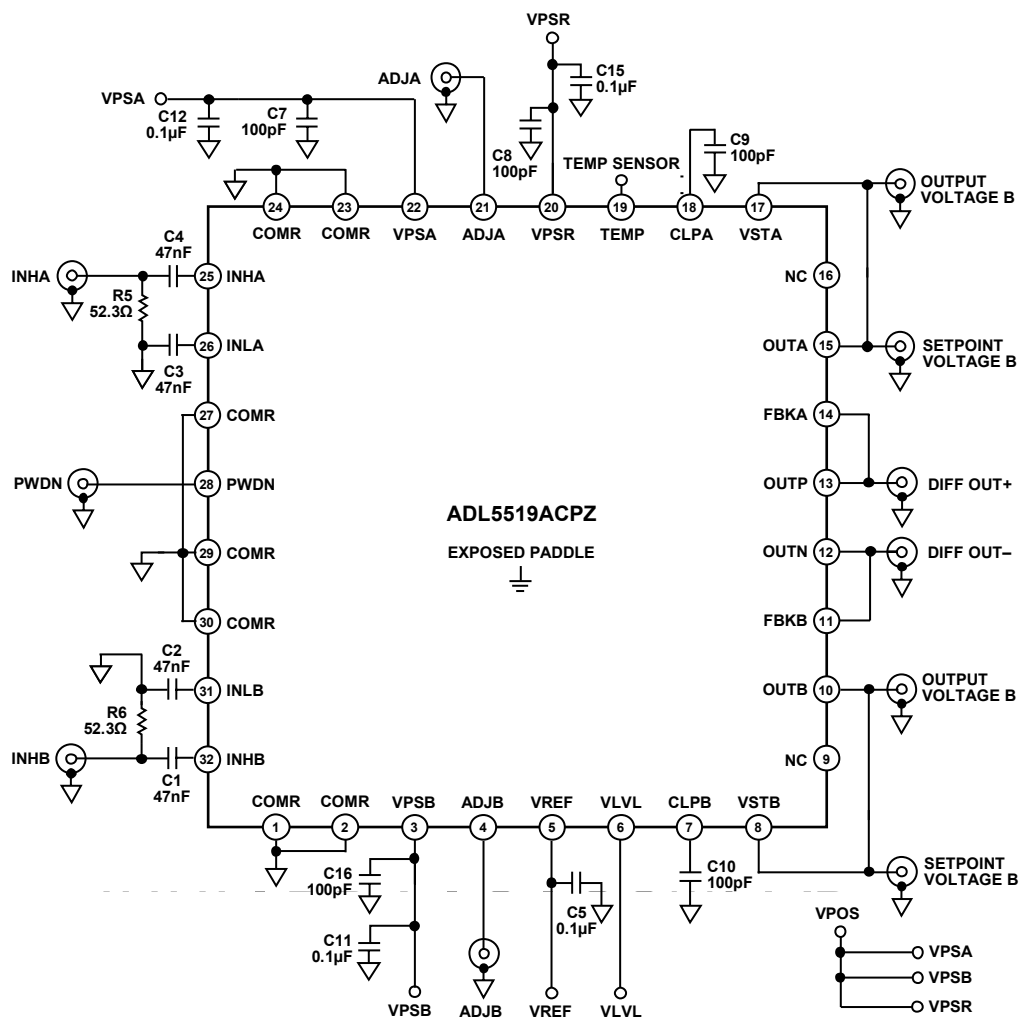 VPSR
ADJA
C15
0.1µF
VPSA
C12
0.1µF
C7
100pF
C8
100pF
TEMP SENSOR
C9
100pF
OUTPUT
VOLTAGE B
24
23
22
21
20
19
18
17
COMR
COMR
VPSA
ADJA
VPSR
TEMP
CLPA
VSTA
C4
47nF
INHA
25
INHA
NC
16
R5
52.3Ω
26
INLA
OUTA
15
SETPOINT
VOLTAGE B
C3
47nF
27
COMR
FBKA
14
PWDN
28
PWDN
OUTP
13
DIFF OUT+
ADL5519ACPZ
EXPOSED PADDLE
29
COMR
OUTN
12
DIFF OUT–
30
COMR
FBKB
11
C2
47nF
31
INLB
OUTB
10
OUTPUT
VOLTAGE B
R6
52.3Ω
INHB
32
INHB
NC
9
C1
47nF
COMR
COMR
VPSB
ADJB
VREF
VLVL
CLPB
VSTB
1
2
3
4
5
6
7
8
C16
100pF
C10
100pF
SETPOINT
VOLTAGE B
C5
0.1µF
C11
0.1µF
VPOS
VPSA
VPSB
VPSR
VPSB
ADJB
VREF
VLVL